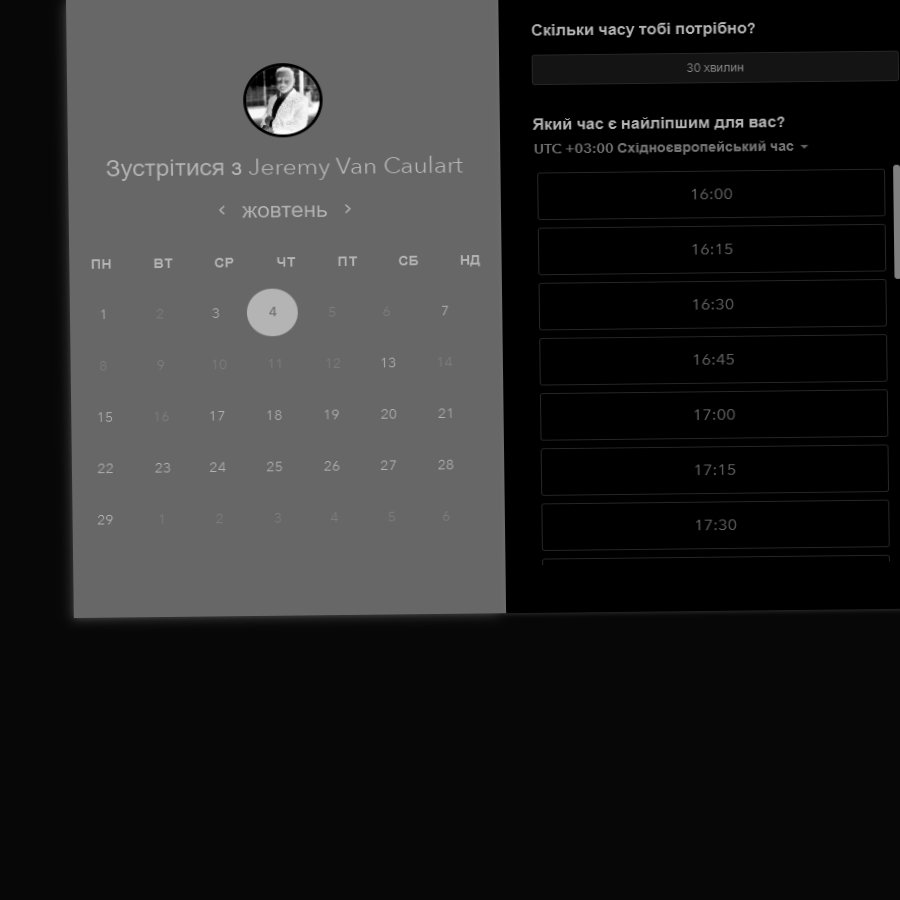 Зустрітися з Jeremy Van Caulart
жовтень
ПН ВТ СР ЧТ ПТ СБ НД
1 2 3 4 5 6 7
8 9 10 11 12 13 14
15 16 17 18 19 20 21
22 23 24 25 26 27 28
29 1 2 3 4 5 6
Скільки часу тобі потрібно?
30 хвилин
Який час є найліпшим для вас?
UTC +03:00 Східноєвропейський час
16:00
16:15
16:30
16:45
17:00
17:15
17:30